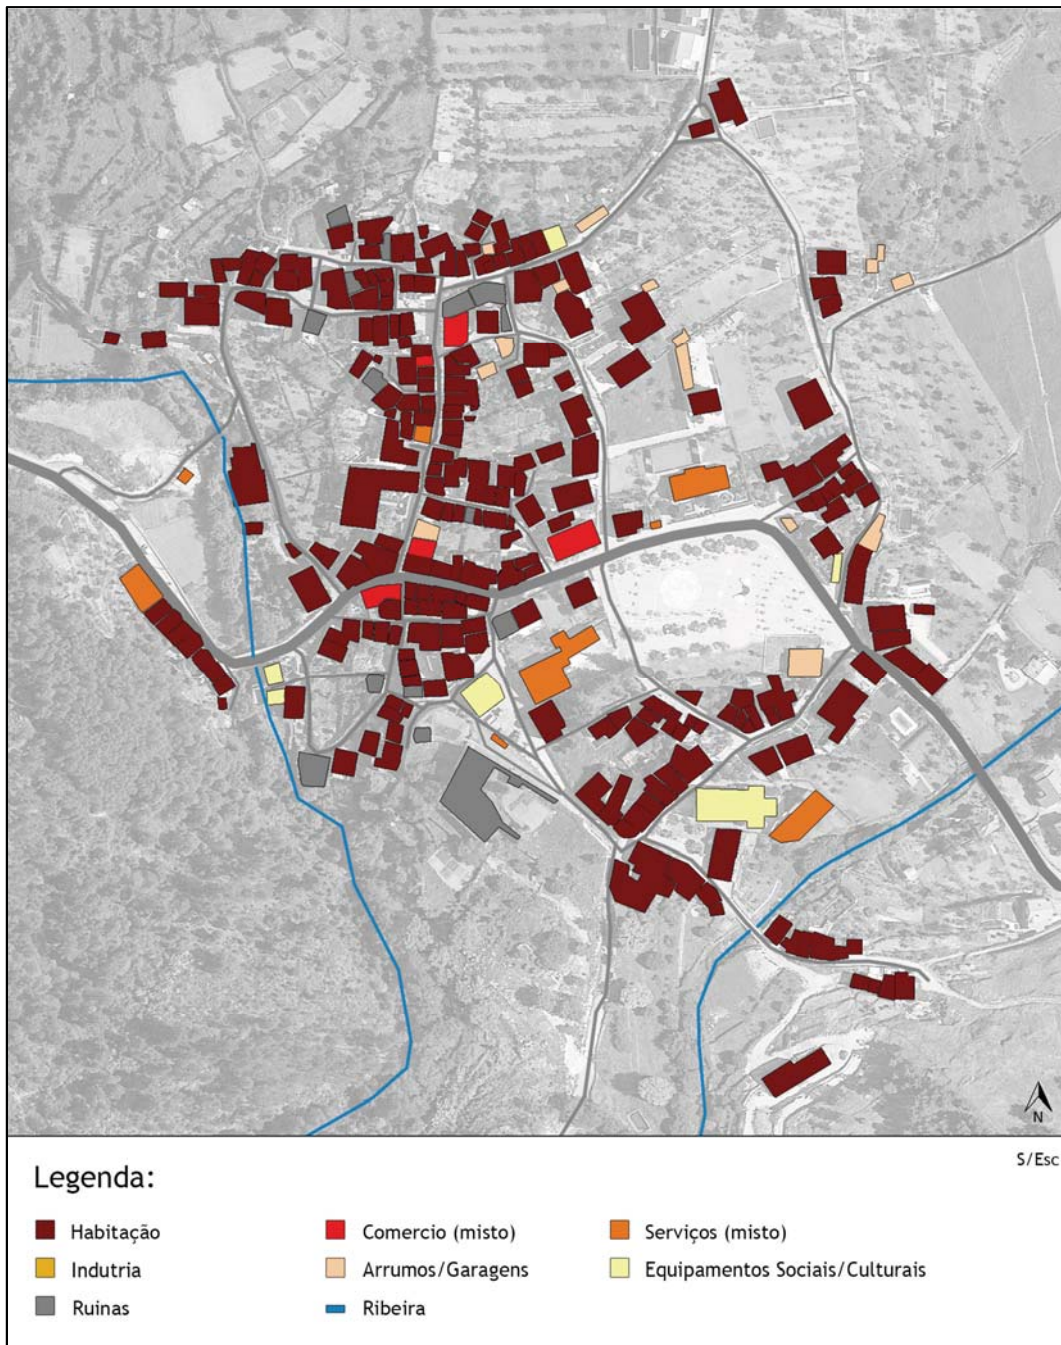 N
S/Esc
Legenda:
Habitação
Comercio (misto)
Serviços (misto)
Indutria
Arrumos/Garagens
Equipamentos Sociais/Culturais
Ruinas
Ribeira